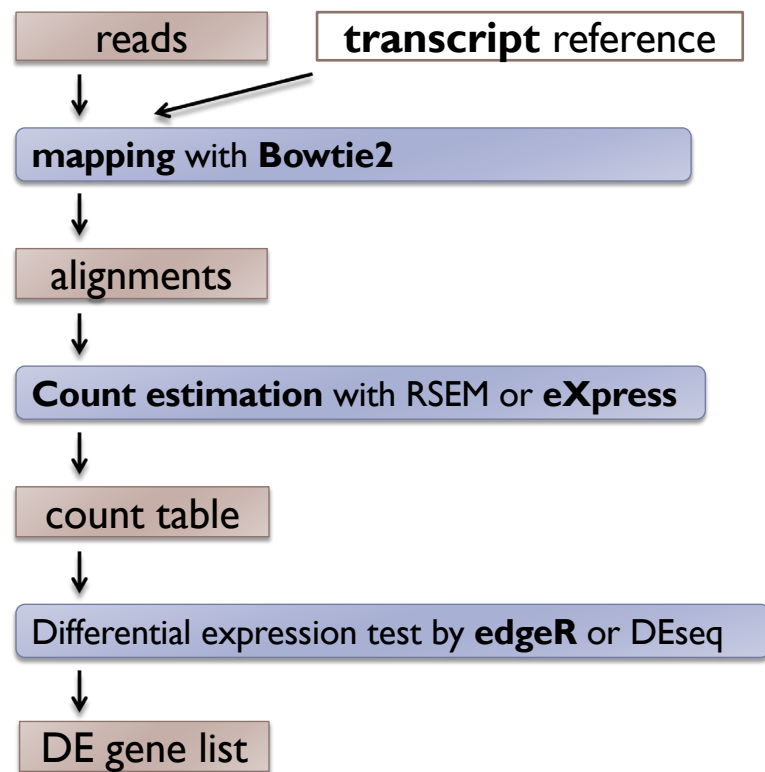 reads
transcript reference
mapping with Bowtie2
alignments
Count estimation with RSEM or eXpress
count table
Differential expression test by edgeR or DEseq
DE gene list